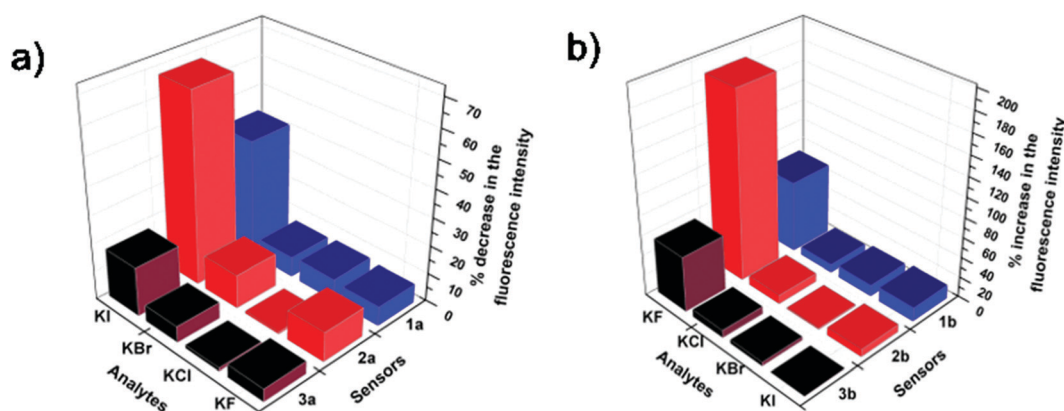 a)
70
60
50
40
30
20
10
0
% decrease in the
fluorescence intensity
KI
KBr
KCl
KF
Analytes
3a
2a
1a
Sensors
b)
200
180
160
140
120
100
80
60
40
20
0
% increase in the
fluorescence intensity
KF
KCl
KBr
KI
Analytes
3b
2b
1b
Sensors